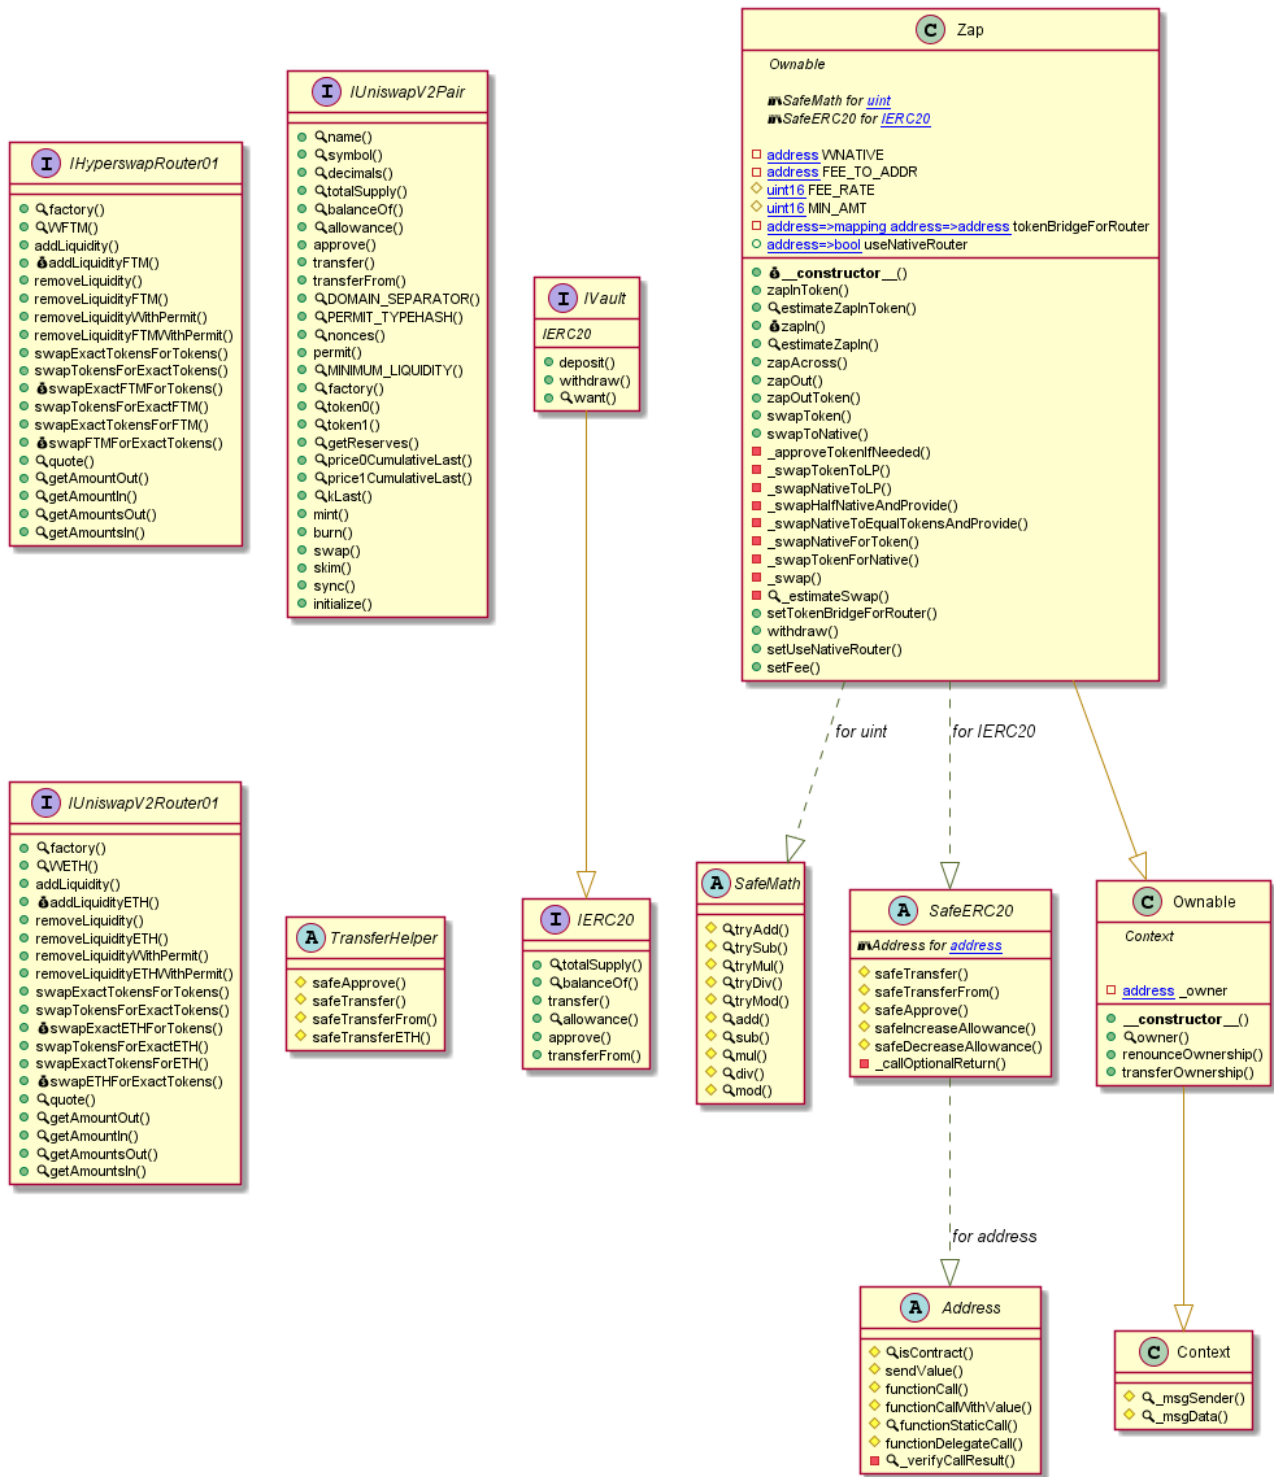 I IHyperswapRouter01
factory()
WFTM()
addLiquidity()
addLiquidityFTM()
removeLiquidity()
removeLiquidityFTM()
removeLiquidityWithPermit()
removeLiquidityFTMWithPermit()
swapExactTokensForTokens()
swapTokensForExactTokens()
swapExactFTMForTokens()
swapTokensForExactFTM()
swapExactTokensForFTM()
swapFTMForExactTokens()
quote()
getAmountOut()
getAmountIn()
getAmountsOut()
getAmountsIn()
I IUniswapV2Pair
name()
symbol()
decimals()
totalSupply()
balanceOf()
allowance()
approve()
transfer()
transferFrom()
DOMAIN_SEPARATOR()
PERMIT_TYPEHASH()
nonces()
permit()
MINIMUM_LIQUIDITY()
factory()
token0()
token1()
getReserves()
price0CumulativeLast()
price1CumulativeLast()
kLast()
mint()
burn()
swap()
skim()
sync()
initialize()
I IVault
IERC20
deposit()
withdraw()
want()
C Zap
Ownable
SafeMath for uint
SafeERC20 for IERC20
address WNATIVE
address FEE_TO_ADDR
uint16 FEE_RATE
uint16 MIN_AMT
address=>mapping address=>address tokenBridgeForRouter
address=>bool useNativeRouter
__constructor__()
zapInToken()
estimateZapInToken()
zapIn()
estimateZapIn()
zapAcross()
zapOut()
zapOutToken()
swapToken()
swapToNative()
_approveTokenIfNeeded()
_swapTokenToLP()
_swapNativeToLP()
_swapHalfNativeAndProvide()
_swapNativeToEqualTokensAndProvide()
_swapNativeForToken()
_swapTokenForNative()
_swap()
_estimateSwap()
setTokenBridgeForRouter()
withdraw()
setUseNativeRouter()
setFee()
for uint
for IERC20
I IUniswapV2Router01
factory()
WETH()
addLiquidity()
addLiquidityETH()
removeLiquidity()
removeLiquidityETH()
removeLiquidityWithPermit()
removeLiquidityETHWithPermit()
swapExactTokensForTokens()
swapTokensForExactTokens()
swapExactETHForTokens()
swapTokensForExactETH()
swapExactTokensForETH()
swapETHForExactTokens()
quote()
getAmountOut()
getAmountIn()
getAmountsOut()
getAmountsIn()
A TransferHelper
safeApprove()
safeTransfer()
safeTransferFrom()
safeTransferETH()
I IERC20
totalSupply()
balanceOf()
transfer()
allowance()
approve()
transferFrom()
A SafeMath
tryAdd()
trySub()
tryMul()
tryDiv()
tryMod()
add()
sub()
mul()
div()
mod()
A SafeERC20
Address for address
safeTransfer()
safeTransferFrom()
safeApprove()
safeIncreaseAllowance()
safeDecreaseAllowance()
_callOptionalReturn()
C Ownable
Context
address _owner
__constructor__()
owner()
renounceOwnership()
transferOwnership()
for address
A Address
isContract()
sendValue()
functionCall()
functionCallWithValue()
functionStaticCall()
functionDelegateCall()
_verifyCallResult()
C Context
_msgSender()
_msgData()